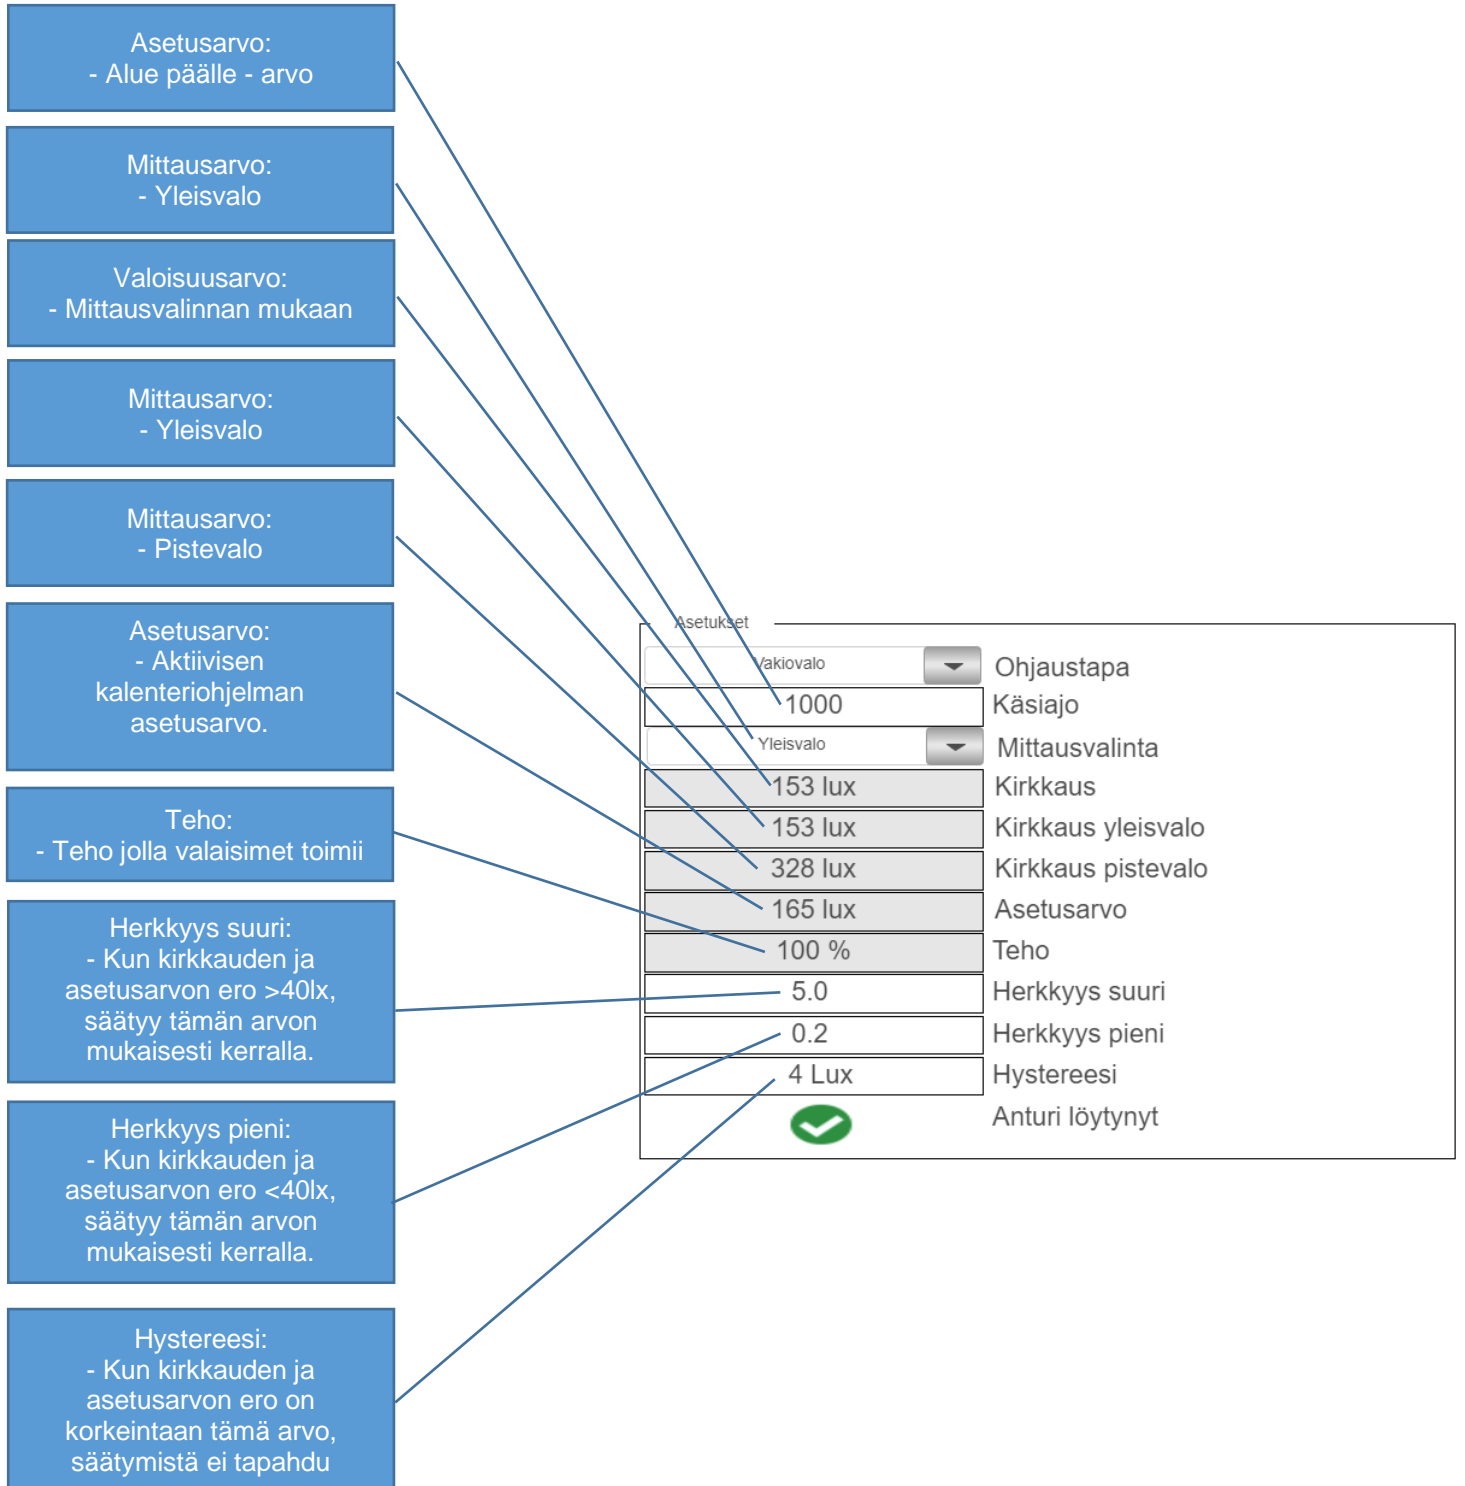 Asetusarvo:
- Alue päälle - arvo
Mittausarvo:
- Yleisvalo
Valoisuusarvo:
- Mittausvalinnan mukaan
Mittausarvo:
- Yleisvalo
Mittausarvo:
- Pistevalo
Asetusarvo:
- Aktiivisen
kalenteriohjelman
asetusarvo.
Teho:
- Teho jolla valaisimet toimii
Herkkyys suuri:
- Kun kirkkauden ja
asetusarvon ero >40lx,
säätyy tämän arvon
mukaisesti kerralla.
Herkkyys pieni:
- Kun kirkkauden ja
asetusarvon ero <40lx,
säätyy tämän arvon
mukaisesti kerralla.
Hystereesi:
- Kun kirkkauden ja
asetusarvon ero on
korkeintaan tämä arvo,
säätymistä ei tapahdu
Asetukset
Vakiovalo Ohjaustapa
1000 Käsiajo
Yleisvalo Mittausvalinta
153 lux Kirkkaus
153 lux Kirkkaus yleisvalo
328 lux Kirkkaus pistevalo
165 lux Asetusarvo
100 % Teho
5.0 Herkkyys suuri
0.2 Herkkyys pieni
4 Lux Hystereesi
Anturi löytynyt